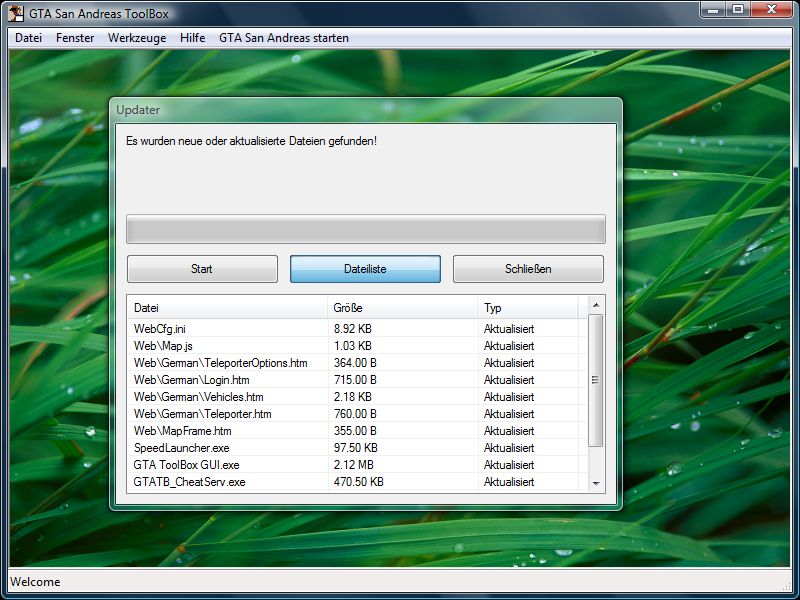 GTA San Andreas ToolBox
Datei Fenster Werkzeuge Hilfe GTA San Andreas starten
Updater
Es wurden neue oder aktualisierte Dateien gefunden!
Start Dateiliste Schließen
Datei Größe Typ
WebCfg.ini 8.92 KB Aktualisiert
Web\Map.js 1.03 KB Aktualisiert
Web\German\TeleporterOptions.htm 364.00 B Aktualisiert
Web\German\Login.htm 715.00 B Aktualisiert
Web\German\Vehicles.htm 2.18 KB Aktualisiert
Web\German\Teleporter.htm 760.00 B Aktualisiert
Web\MapFrame.htm 355.00 B Aktualisiert
SpeedLauncher.exe 97.50 KB Aktualisiert
GTA ToolBox GUI.exe 2.12 MB Aktualisiert
GTATB_CheatServ.exe 470.50 KB Aktualisiert
Welcome